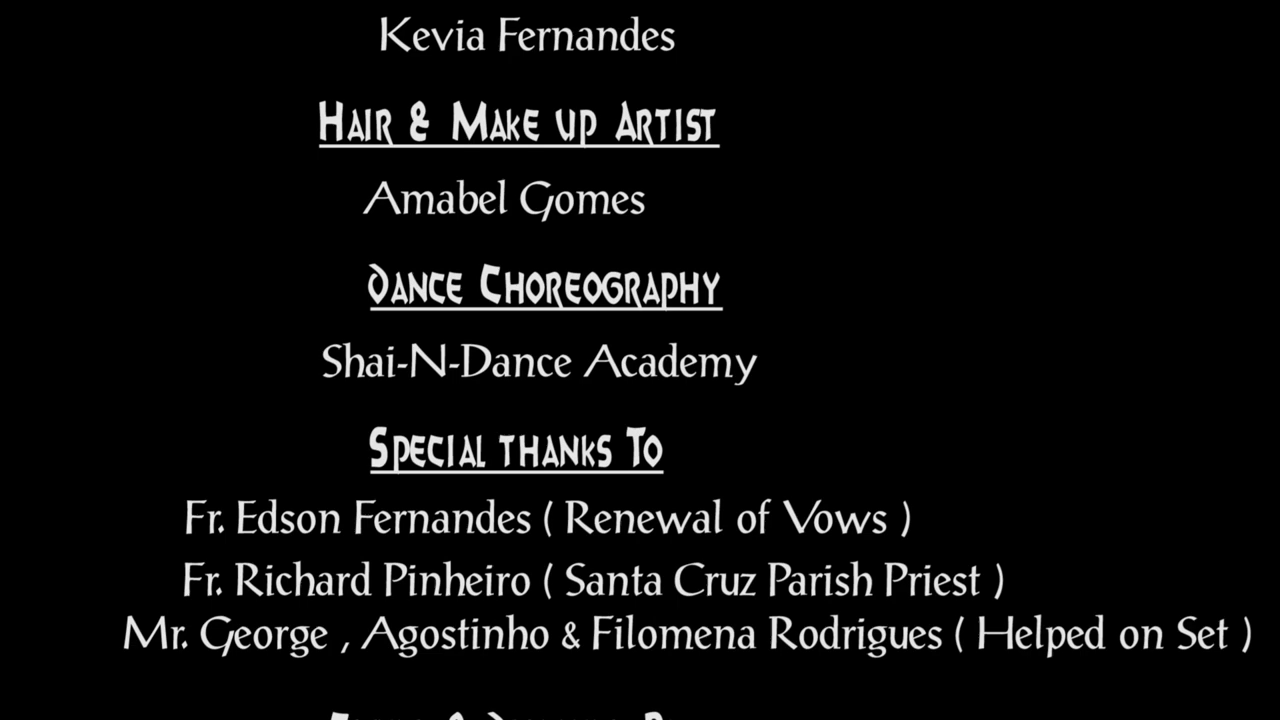 Kevia Fernandes
Hair & Make up Artist
Amabel Gomes
Dance Choreography
Shai-N-Dance Academy
Special thanks To
Fr. Edson Fernandes ( Renewal of Vows )
Fr. Richard Pinheiro ( Santa Cruz Parish Priest )
Mr. George , Agostinho & Filomena Rodrigues ( Helped on Set )